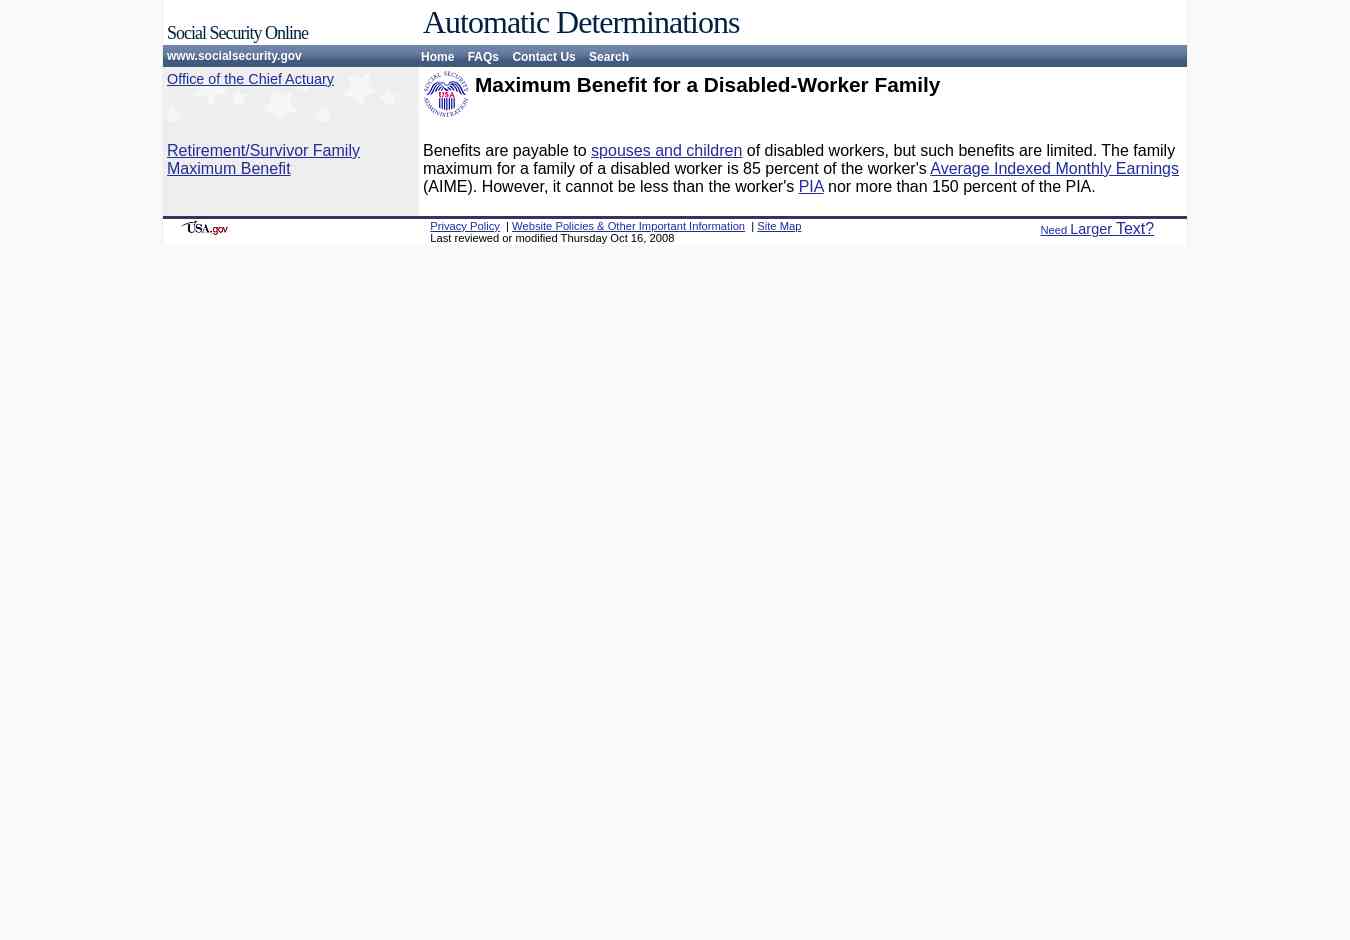 Social Security Online
Automatic Determinations
www.socialsecurity.gov
Home FAQs Contact Us Search
Office of the Chief Actuary
SOCIAL SECURITY ADMINISTRATION
USA
Maximum Benefit for a Disabled-Worker Family
Retirement/Survivor Family
Maximum Benefit
Benefits are payable to spouses and children of disabled workers, but such benefits are limited. The family
maximum for a family of a disabled worker is 85 percent of the worker's Average Indexed Monthly Earnings
(AIME). However, it cannot be less than the worker's PIA nor more than 150 percent of the PIA.
USA.gov
Privacy Policy | Website Policies & Other Important Information | Site Map
Last reviewed or modified Thursday Oct 16, 2008
Need Larger Text?